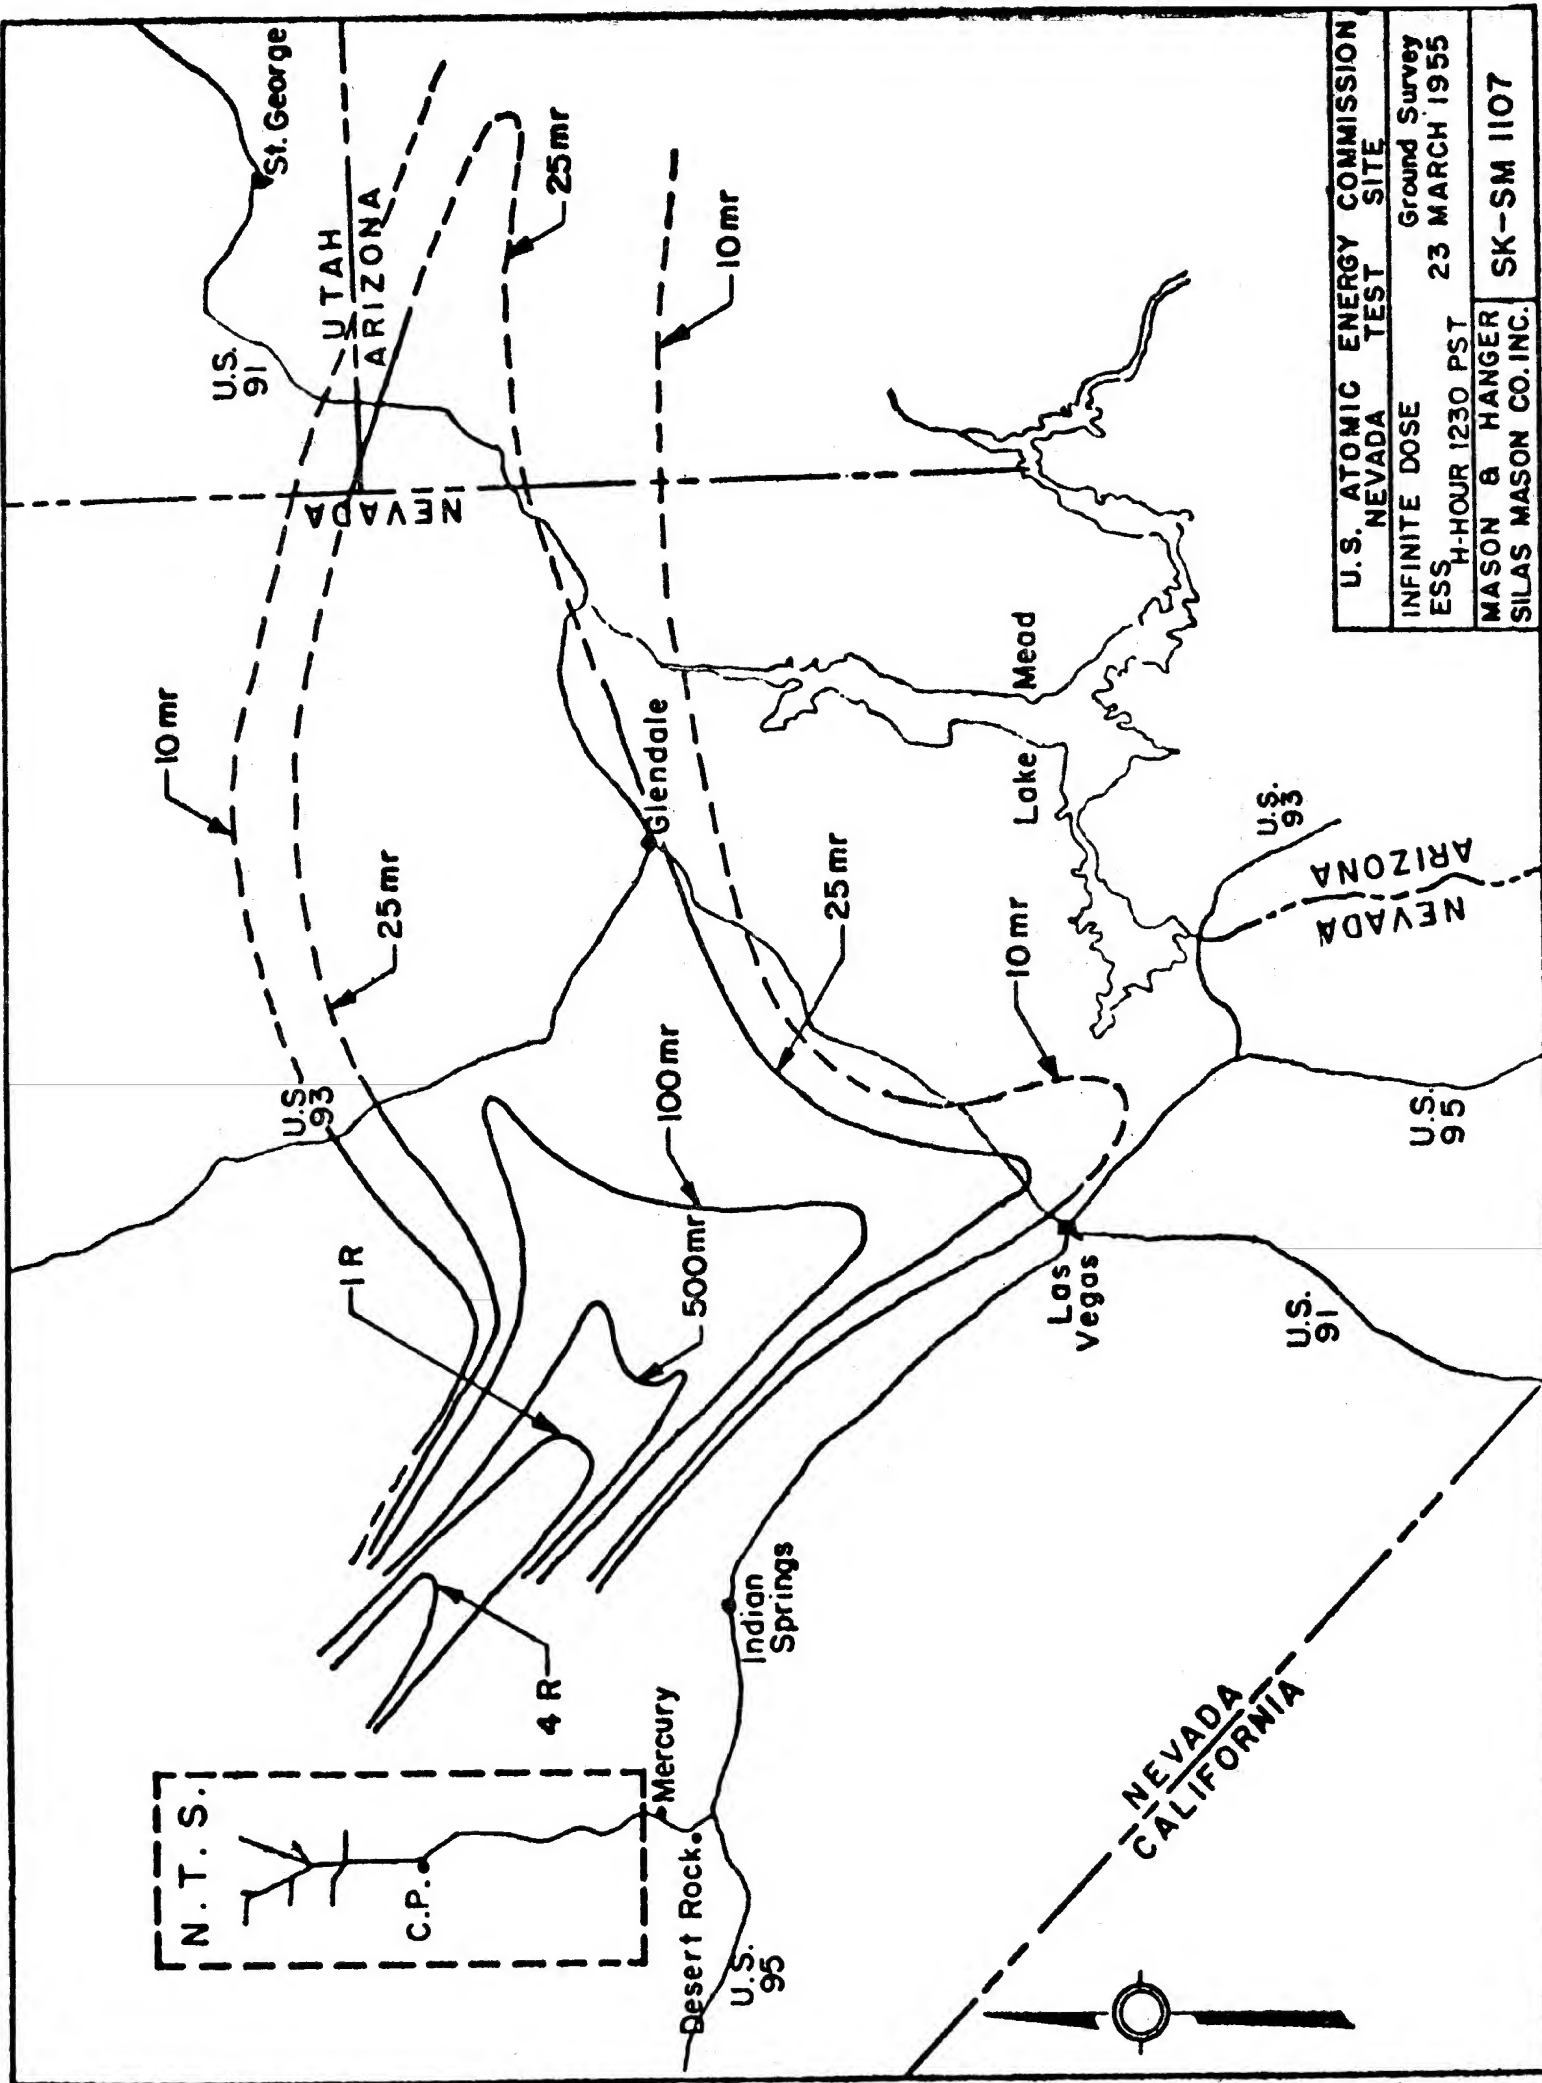 N. T. S.
C.P.
Mercury
Desert Rock
U.S.
95
Indian
Springs
4 R
1 R
500mr
100mr
U.S.
93
25mr
10mr
Glendale
25mr
10mr
Las
Vegas
U.S.
91
U.S.
95
Lake Mead
U.S.
93
NEVADA
ARIZONA
NEVADA
CALIFORNIA
NEVADA
UTAH
ARIZONA
U.S.
91
St. George
25mr
10mr
U.S. ATOMIC ENERGY COMMISSION
NEVADA TEST SITE
INFINITE DOSE Ground Survey
ESS 23 MARCH 1955
H-HOUR 1230 PST
MASON & HANGER
SILAS MASON CO. INC.
SK-SM 1107